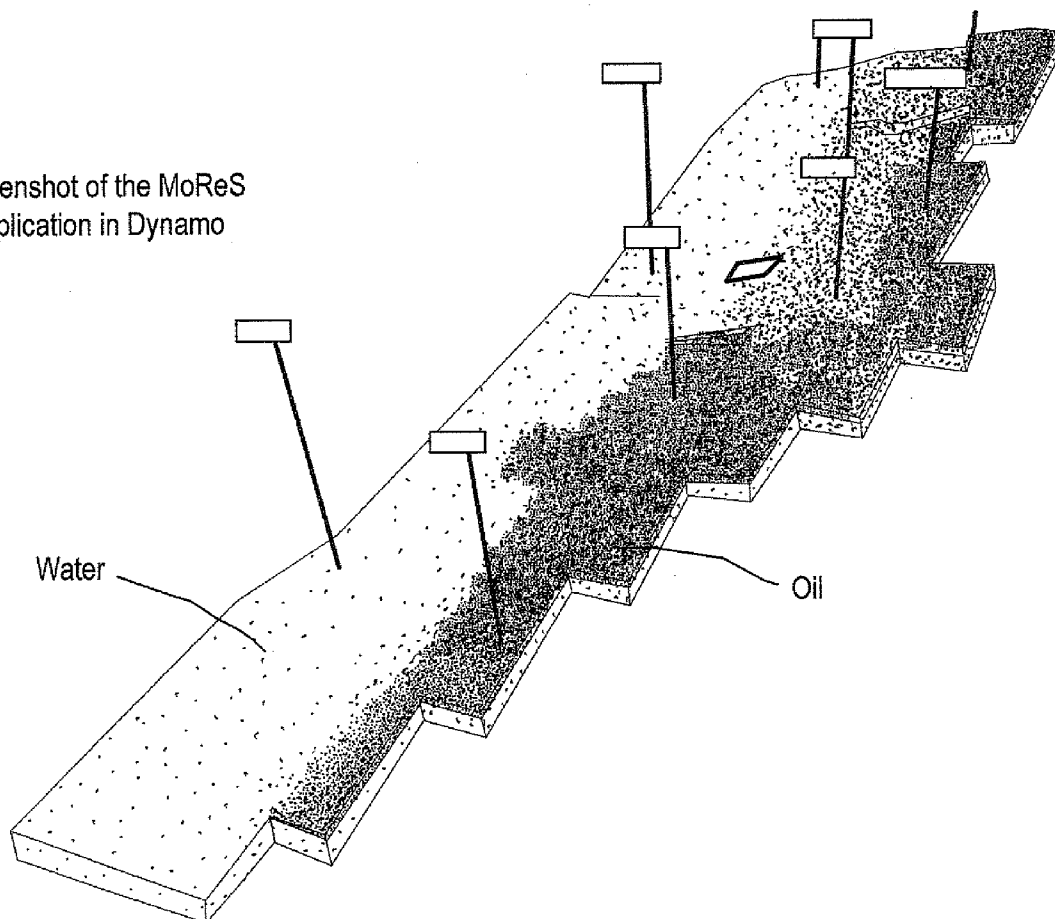 enshot of the MoReS
plication in Dynamo
Water
Oil